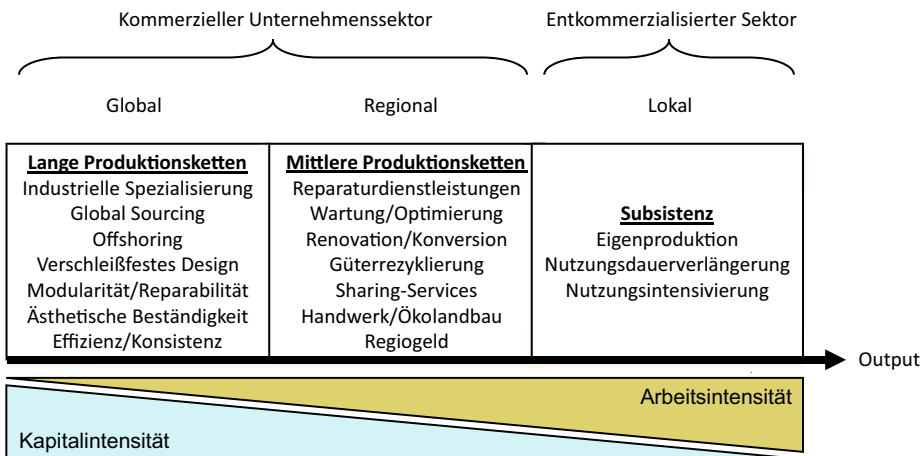 Kommerzieller Unternehmenssektor
Entkommerzialisierter Sektor
Global
Regional
Lokal
Lange Produktionsketten
Industrielle Spezialisierung
Global Sourcing
Offshoring
Verschleißfestes Design
Modularität/Reparabilität
Ästhetische Beständigkeit
Effizienz/Konsistenz
Mittlere Produktionsketten
Reparaturdienstleistungen
Wartung/Optimierung
Renovation/Konversion
Güterrezyklierung
Sharing-Services
Handwerk/Ökolandbau
Regiogeld
Subsistenz
Eigenproduktion
Nutzungsdauerverlängerung
Nutzungsintensivierung
Output
Arbeitsintensität
Kapitalintensität